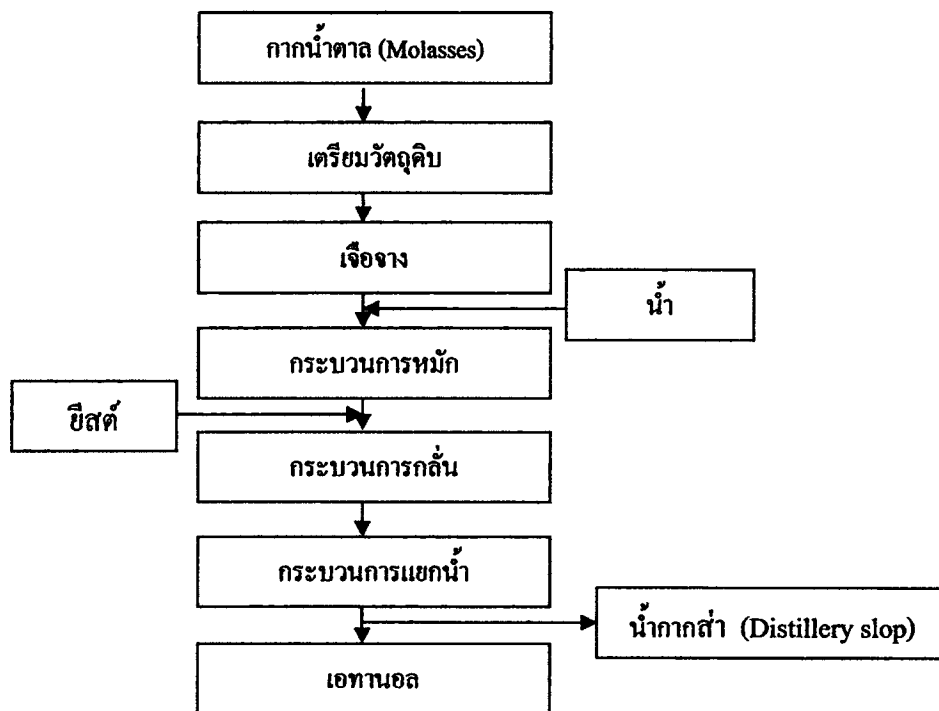 กากน้ำตาล (Molasses)
เตรียมวัตถุดิบ
เจือจาง
น้ำ
กระบวนการหมัก
ยีสต์
กระบวนการกลั่น
กระบวนการแยกน้ำ
น้ำกากส่า (Distillery slop)
เอทานอล